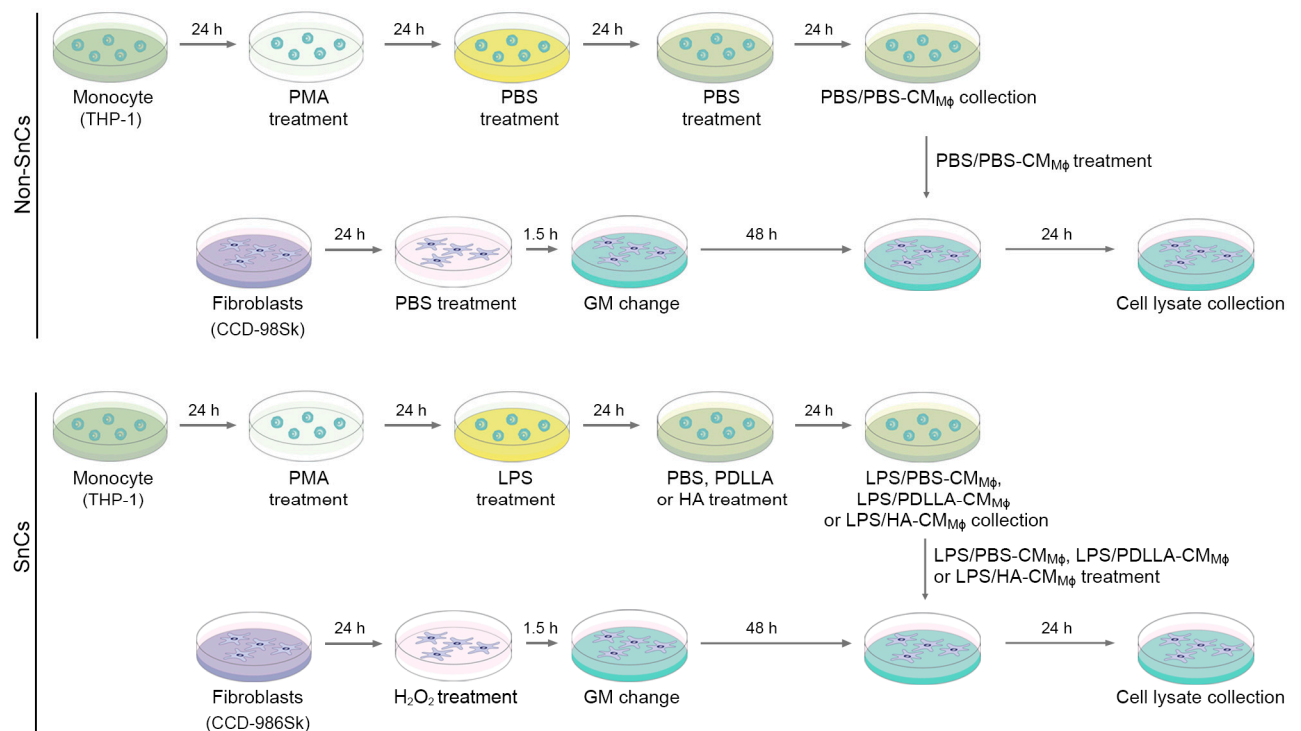 Non-SnCs
24 h
24 h
24 h
24 h
Monocyte
(THP-1)
PMA
treatment
PBS
treatment
PBS
treatment
PBS/PBS-CMMϕ collection
PBS/PBS-CMMϕ treatment
24 h
1.5 h
48 h
24 h
Fibroblasts
(CCD-98Sk)
PBS treatment
GM change
Cell lysate collection
SnCs
24 h
24 h
24 h
24 h
Monocyte
(THP-1)
PMA
treatment
LPS
treatment
PBS, PDLLA
or HA treatment
LPS/PBS-CMMϕ,
LPS/PDLLA-CMMϕ
or LPS/HA-CMMϕ collection
LPS/PBS-CMMϕ, LPS/PDLLA-CMMϕ
or LPS/HA-CMMϕ treatment
24 h
1.5 h
48 h
24 h
Fibroblasts
(CCD-986Sk)
H₂O₂ treatment
GM change
Cell lysate collection